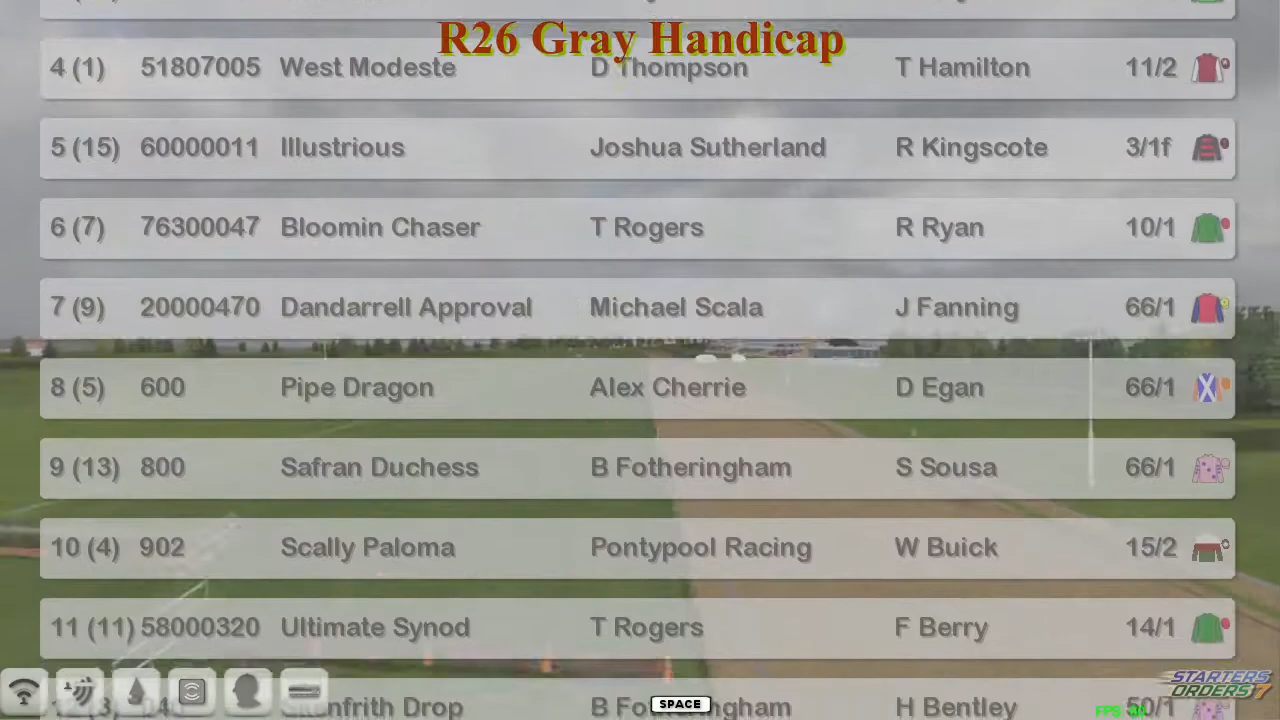 R26 Gray Handicap
4 (1) 51807005 West Modeste D Thompson T Hamilton 11/2
5 (15) 60000011 Illustrious Joshua Sutherland R Kingscote 3/1f
6 (7) 76300047 Bloomin Chaser T Rogers R Ryan 10/1
7 (9) 20000470 Dandarrell Approval Michael Scala J Fanning 66/1
8 (5) 600 Pipe Dragon Alex Cherrie D Egan 66/1
9 (13) 800 Safran Duchess B Fotheringham S Sousa 66/1
10 (4) 902 Scally Paloma Pontypool Racing W Buick 15/2
11 (11) 58000320 Ultimate Synod T Rogers F Berry 14/1
Drop H Bentley 50/1
SPACE
STARTERS ORDERS 7
FPS